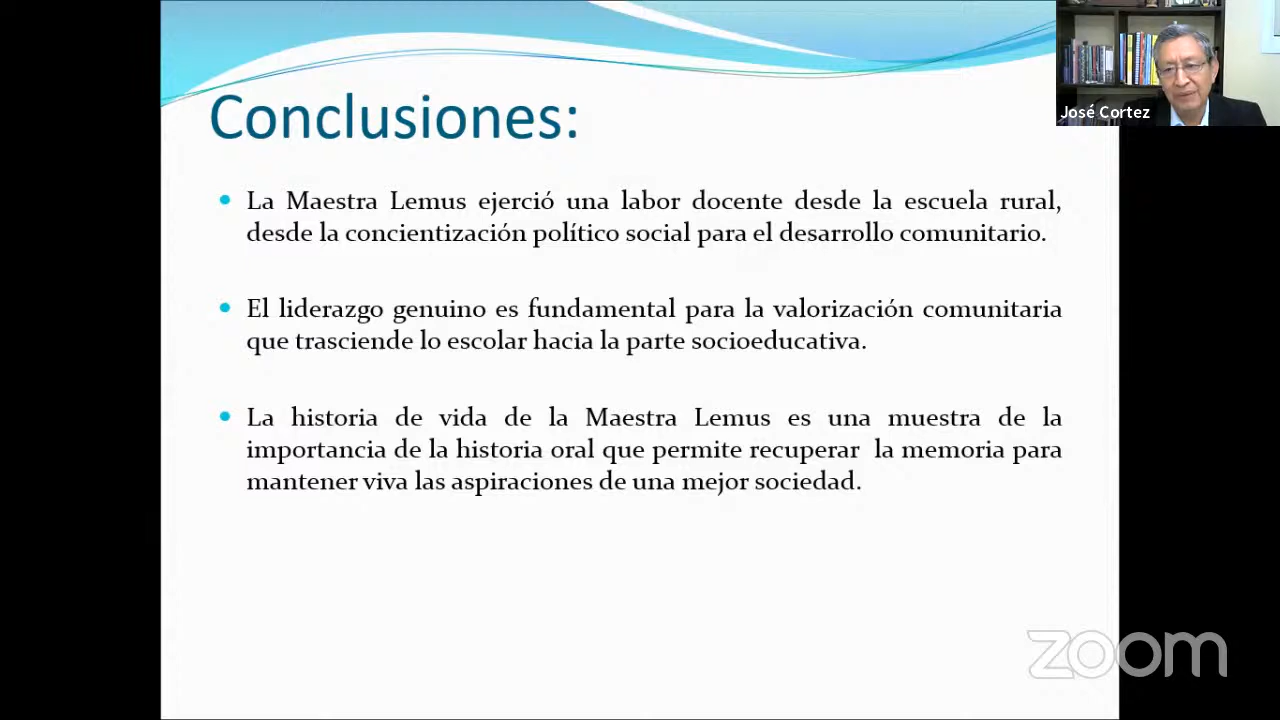 Conclusiones:
José Cortez
La Maestra Lemus ejerció una labor docente desde la escuela rural,
desde la concientización político social para el desarrollo comunitario.
El liderazgo genuino es fundamental para la valorización comunitaria
que trasciende lo escolar hacia la parte socioeducativa.
La historia de vida de la Maestra Lemus es una muestra de la
importancia de la historia oral que permite recuperar la memoria para
mantener viva las aspiraciones de una mejor sociedad.
zoom